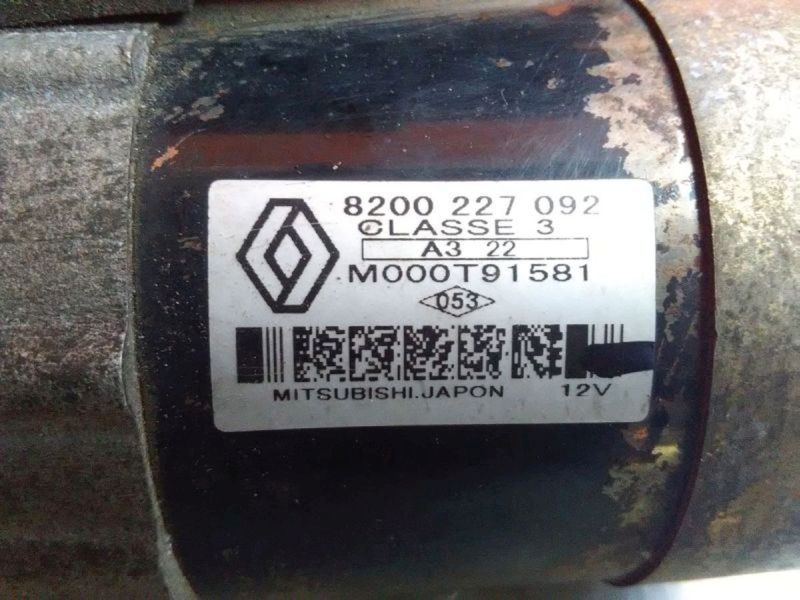 8200 227 092
CLASSE 3
A3 22
M000T91581
053
MITSUBISHI.JAPON 12V